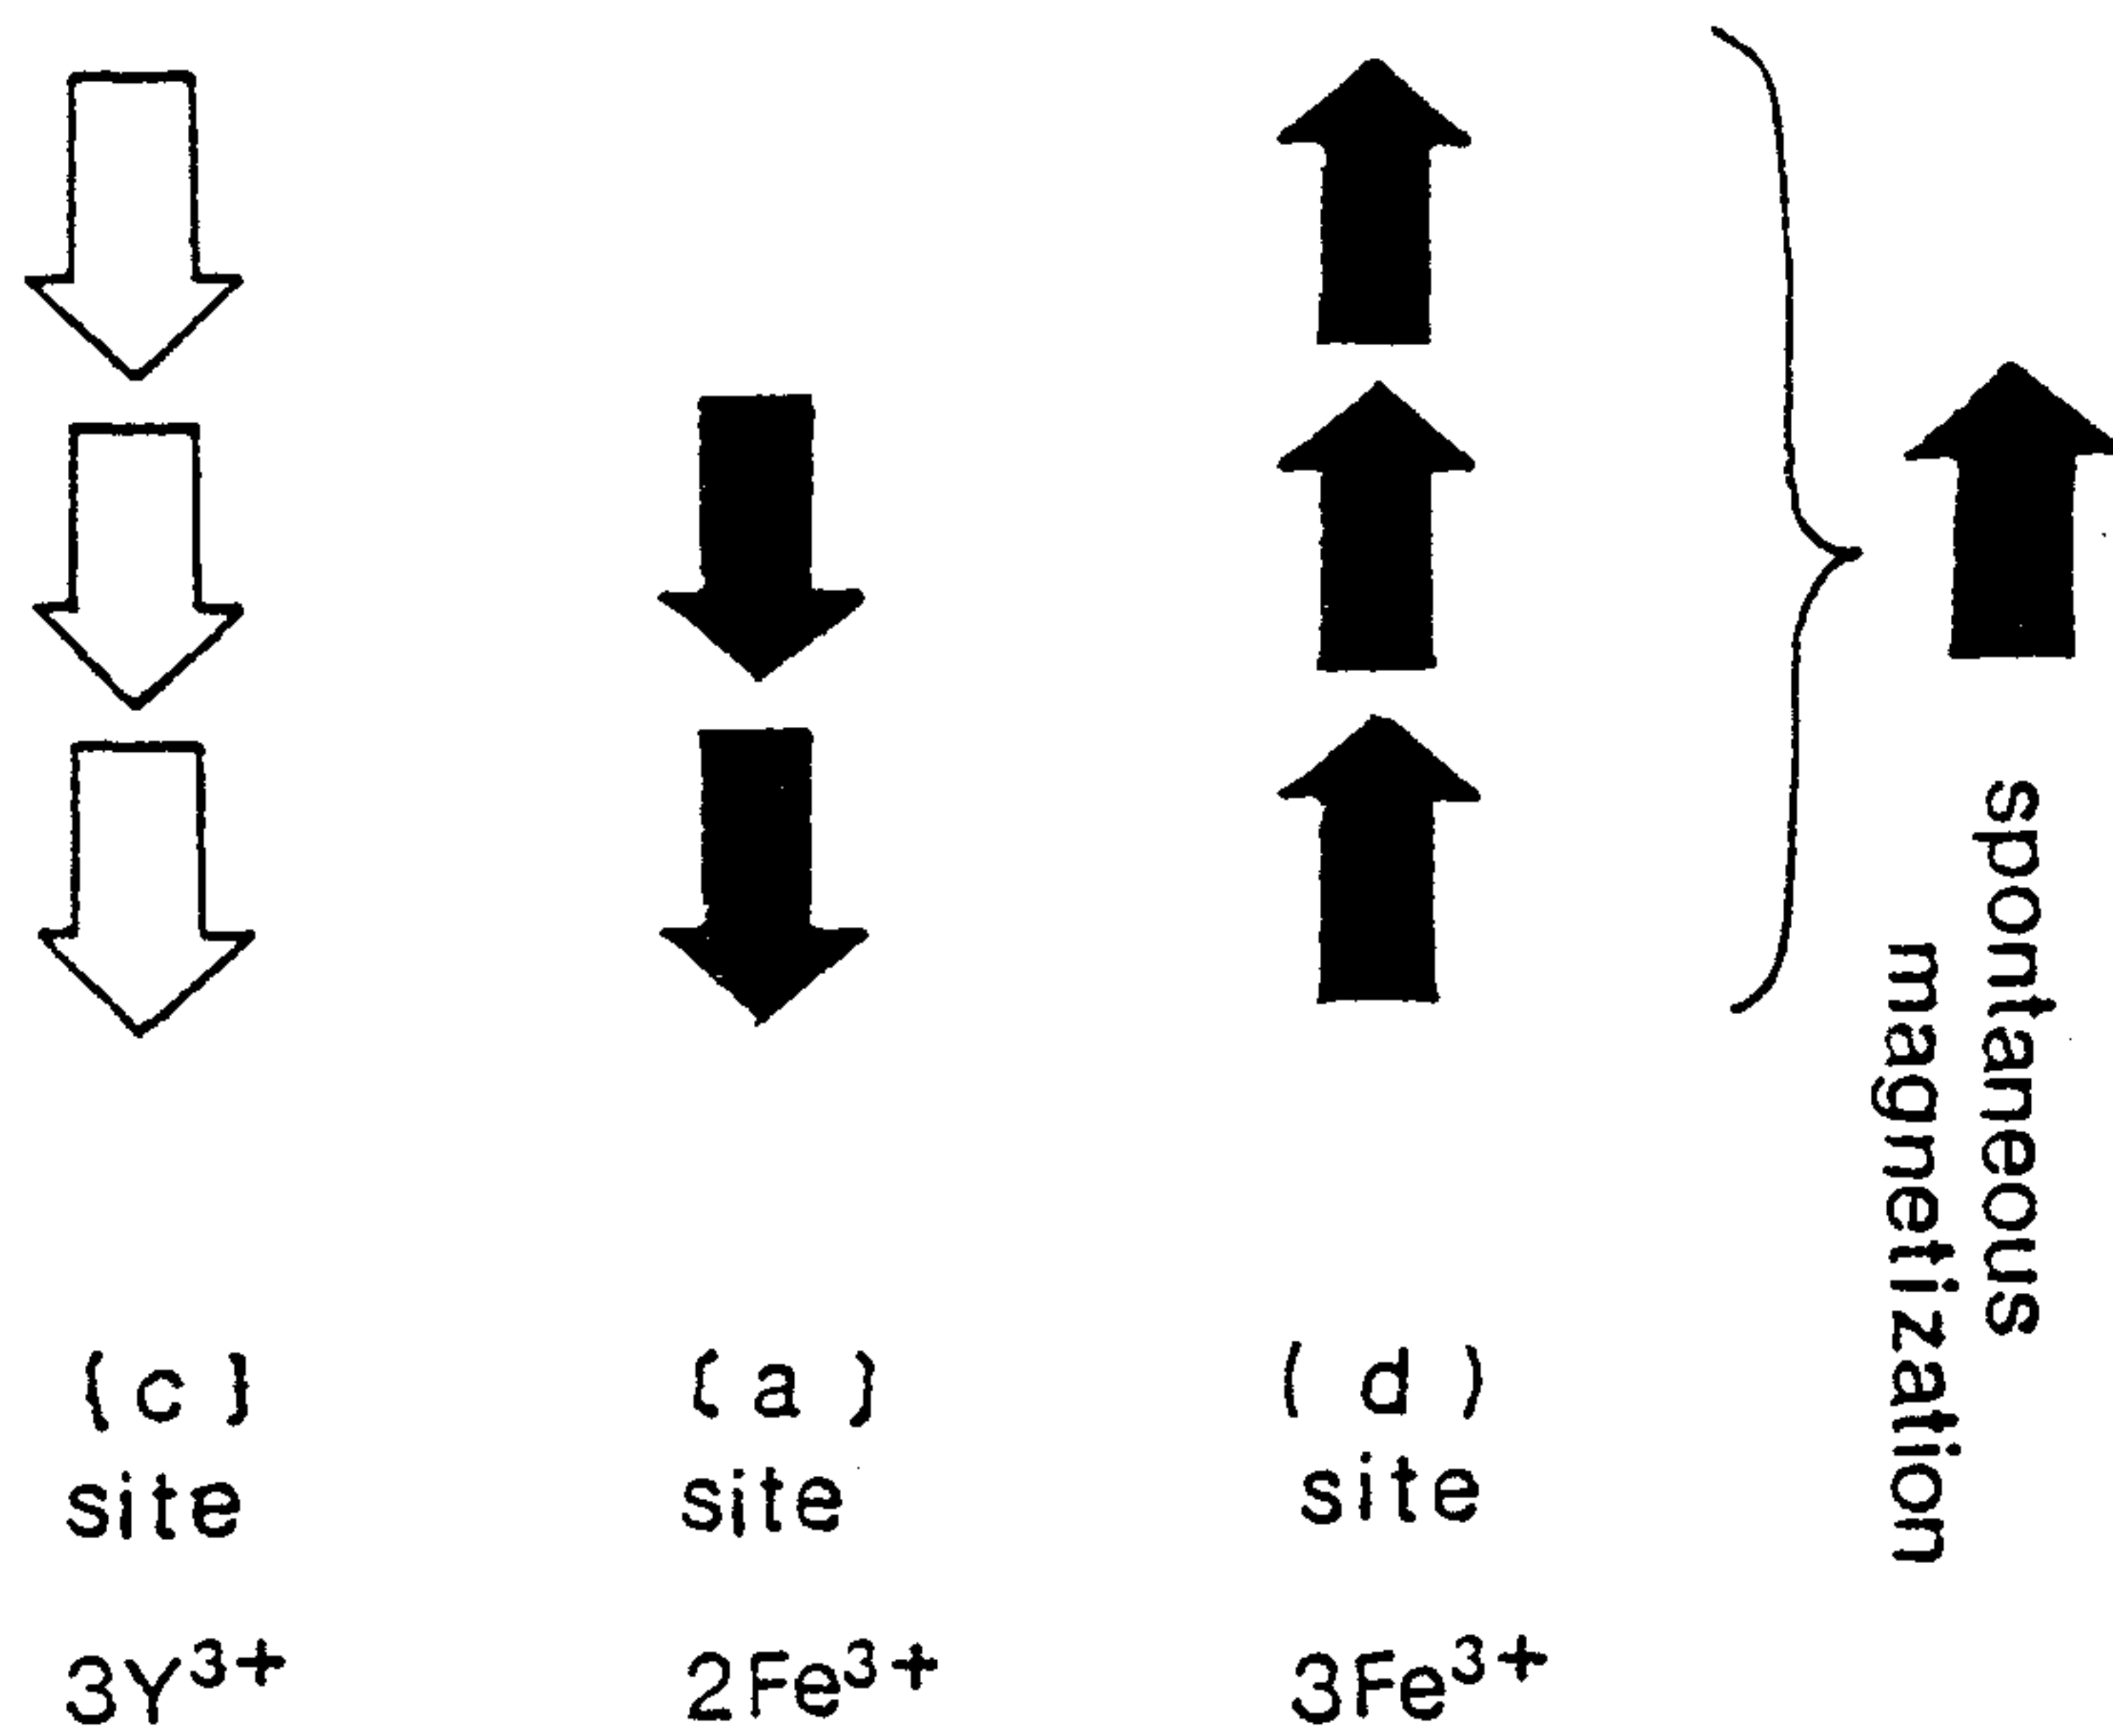 {c}
site
3Y³⁺
(a)
site
2Fe³⁺
(d)
site
3Fe³⁺
spontaneous
magnetization